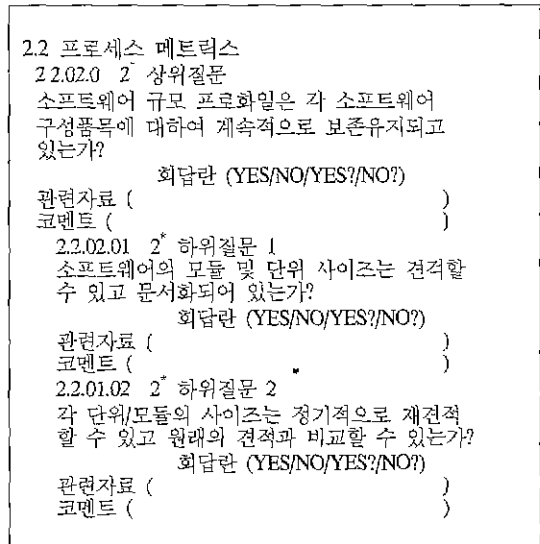 2.2 프로세스 메트릭스
2.2.02.0 2* 상위질문
소프트웨어 규모 프로화일은 각 소프트웨어
구성품목에 대하여 계속적으로 보존유지되고
있는가?
회답란 (YES/NO/YES?/NO?)
관련자료 ( )
코멘트 ( )
2.2.02.01 2* 하위질문 1
소프트웨어의 모듈 및 단위 사이즈는 견적할
수 있고 문서화되어 있는가?
회답란 (YES/NO/YES?/NO?)
관련자료 ( )
코멘트 ( )
2.2.01.02 2* 하위질문 2
각 단위/모듈의 사이즈는 정기적으로 재견적
할 수 있고 원래의 견적과 비교할 수 있는가?
회답란 (YES/NO/YES?/NO?)
관련자료 ( )
코멘트 ( )